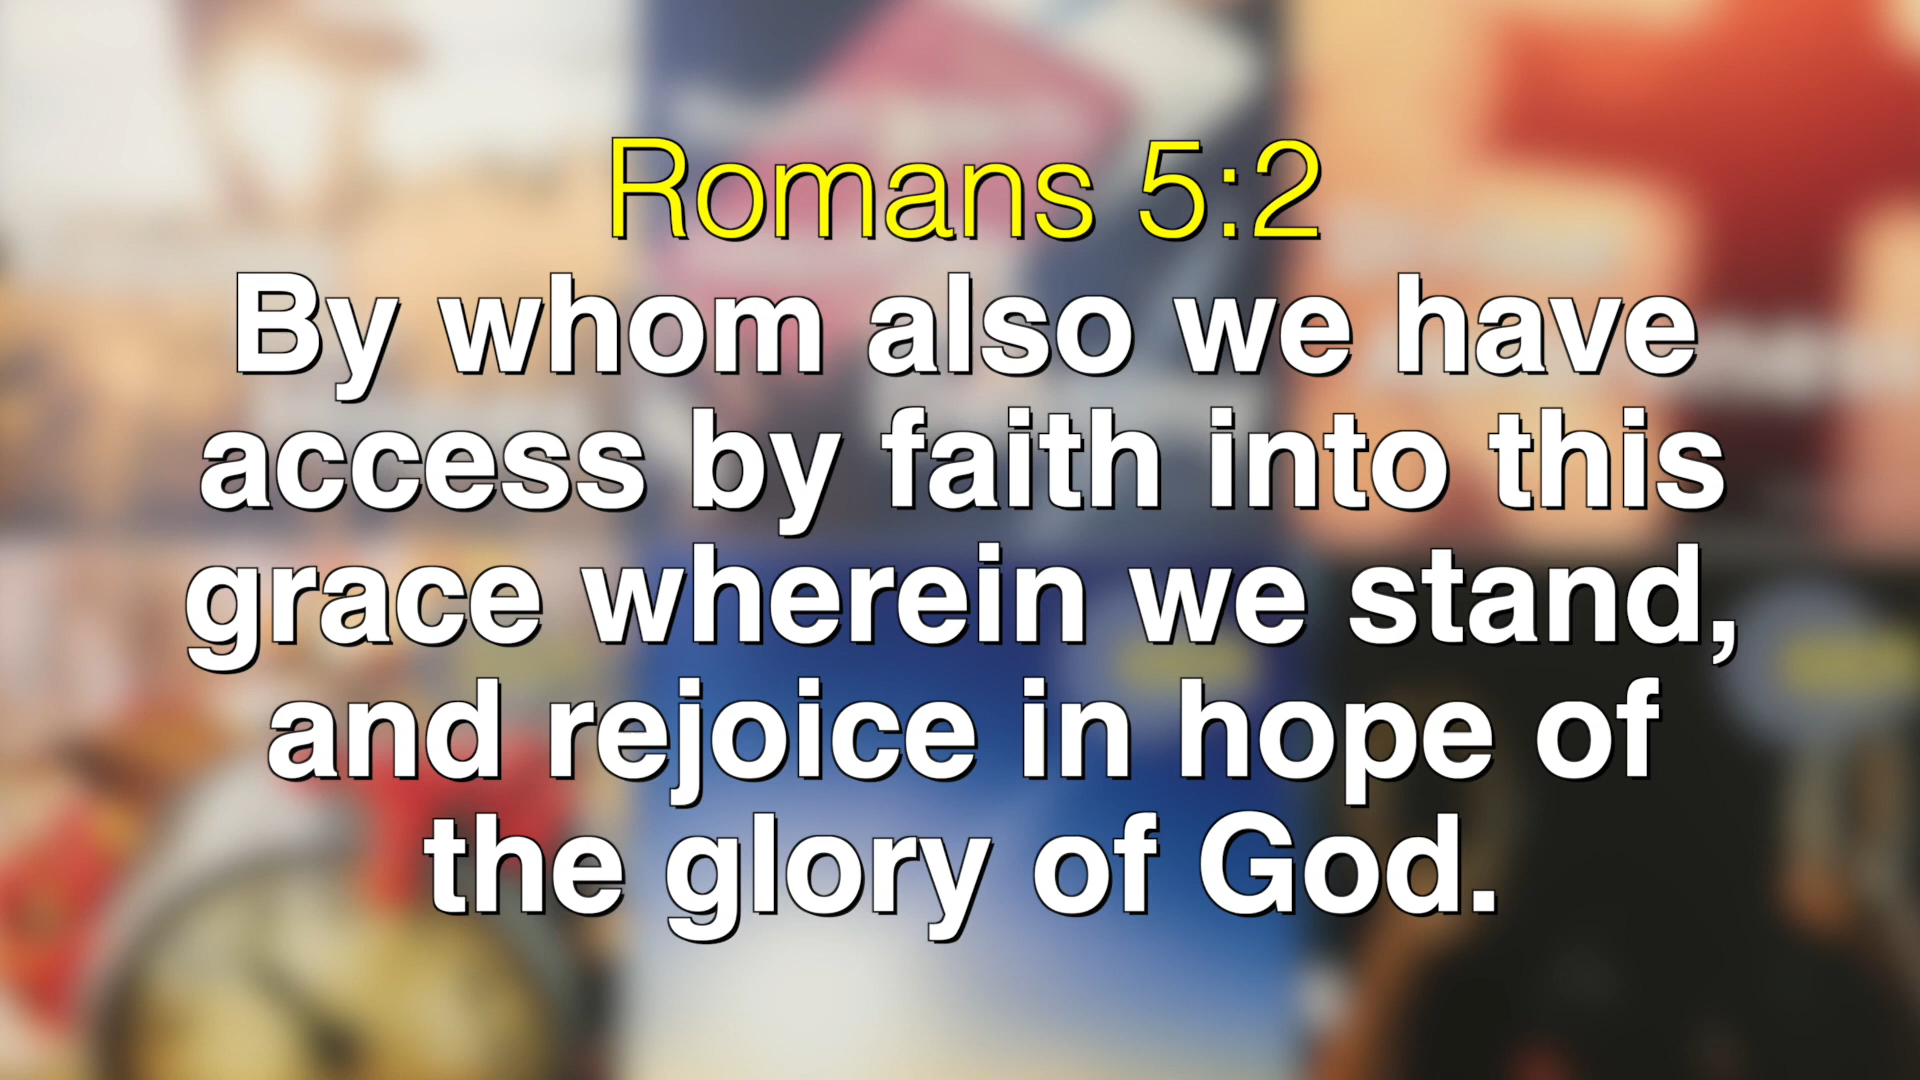 Romans 5:2
By whom also we have
access by faith into this
grace wherein we stand,
and rejoice in hope of
the glory of God.